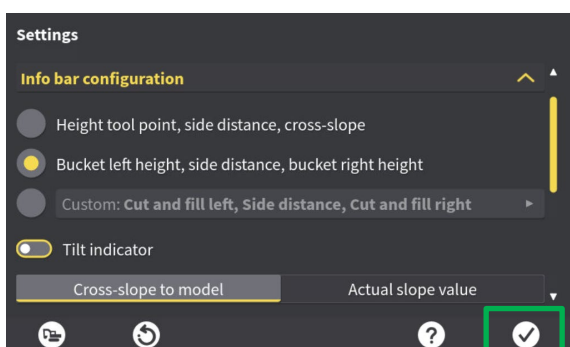 Settings
Info bar configuration
Height tool point, side distance, cross-slope
Bucket left height, side distance, bucket right height
Custom: Cut and fill left, Side distance, Cut and fill right
Tilt indicator
Cross-slope to model
Actual slope value
?